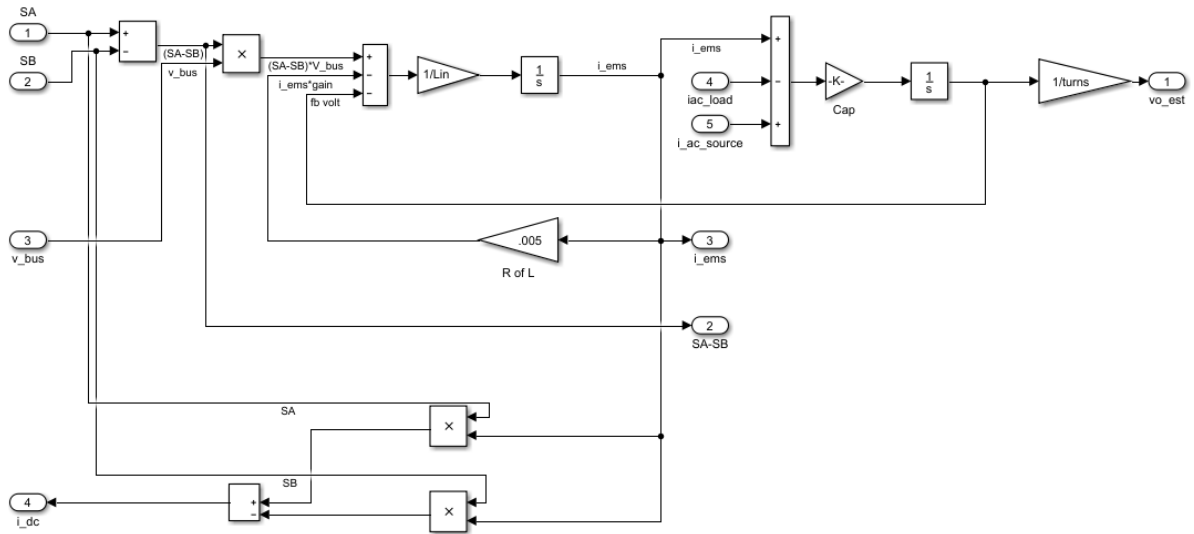 SA
1
+
−
SB
2
(SA-SB)
v_bus
×
(SA-SB)*V_bus
i_ems*gain
fb volt
+
−
−
1/Lin
1
s
i_ems
i_ems
+
4
iac_load
−
5
i_ac_source
+
-K-
Cap
1
s
1/turns
1
vo_est
3
v_bus
.005
R of L
3
i_ems
2
SA-SB
SA
×
SB
×
+
−
4
i_dc